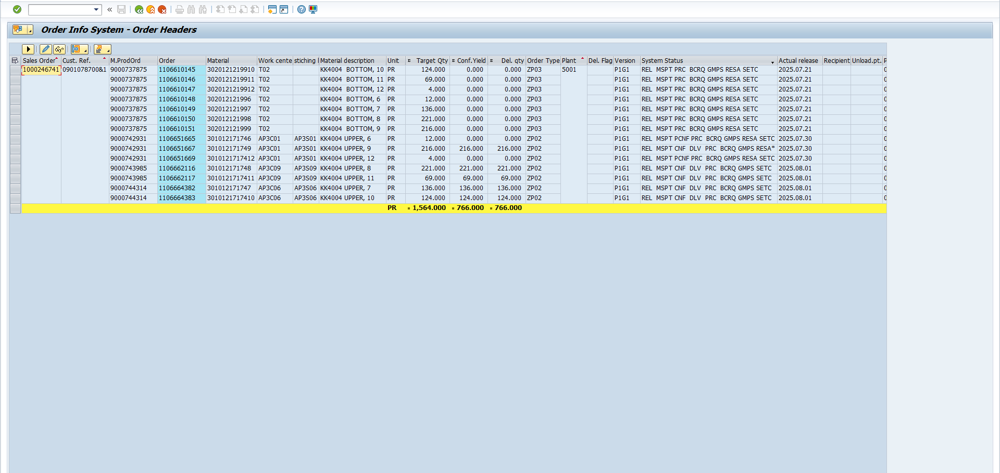 Order Info System - Order Headers
Sales Order Cust. Ref. M.ProdOrd Order Material Work cente stiching Material description Unit Σ Target Qty Σ Conf.Yield Σ Del. qty Order Type Plant Del. Flag Version System Status Actual release Recipient Unload.pt. P
1000246741 0901078700&1 9000737875 1106610145 3020121219910 T02 KK4004 BOTTOM, 10 PR 124.000 0.000 0.000 ZP03 5001 P1G1 REL MSPT PRC BCRQ GMPS RESA SETC 2025.07.21
9000737875 1106610146 3020121219911 T02 KK4004 BOTTOM, 11 PR 69.000 0.000 0.000 ZP03 P1G1 REL MSPT PRC BCRQ GMPS RESA SETC 2025.07.21
9000737875 1106610147 3020121219912 T02 KK4004 BOTTOM, 12 PR 4.000 0.000 0.000 ZP03 P1G1 REL MSPT PRC BCRQ GMPS RESA SETC 2025.07.21
9000737875 1106610148 302012121996 T02 KK4004 BOTTOM, 6 PR 12.000 0.000 0.000 ZP03 P1G1 REL MSPT PRC BCRQ GMPS RESA SETC 2025.07.21
9000737875 1106610149 302012121997 T02 KK4004 BOTTOM, 7 PR 136.000 0.000 0.000 ZP03 P1G1 REL MSPT PRC BCRQ GMPS RESA SETC 2025.07.21
9000737875 1106610150 302012121998 T02 KK4004 BOTTOM, 8 PR 221.000 0.000 0.000 ZP03 P1G1 REL MSPT PRC BCRQ GMPS RESA SETC 2025.07.21
9000737875 1106610151 302012121999 T02 KK4004 BOTTOM, 9 PR 216.000 0.000 0.000 ZP03 P1G1 REL MSPT PRC BCRQ GMPS RESA SETC 2025.07.21
9000742931 1106651665 301012171746 AP3C01 AP3S01 KK4004 UPPER, 6 PR 12.000 0.000 0.000 ZP02 P1G1 REL MSPT PCNF PRC BCRQ GMPS RESA SETC 2025.07.30
9000742931 1106651667 301012171749 AP3C01 AP3S01 KK4004 UPPER, 9 PR 216.000 216.000 216.000 ZP02 P1G1 REL MSPT CNF DLV PRC BCRQ GMPS RESA* 2025.07.30
9000742931 1106651669 3010121717412 AP3C01 AP3S01 KK4004 UPPER, 12 PR 4.000 0.000 0.000 ZP02 P1G1 REL MSPT PCNF PRC BCRQ GMPS RESA SETC 2025.07.30
9000743985 1106662116 301012171748 AP3C09 AP3S09 KK4004 UPPER, 8 PR 221.000 221.000 221.000 ZP02 P1G1 REL MSPT CNF DLV PRC BCRQ GMPS SETC 2025.08.01
9000743985 1106662117 3010121717411 AP3C09 AP3S09 KK4004 UPPER, 11 PR 69.000 69.000 69.000 ZP02 P1G1 REL MSPT CNF DLV PRC BCRQ GMPS SETC 2025.08.01
9000744314 1106664382 301012171747 AP3C06 AP3S06 KK4004 UPPER, 7 PR 136.000 136.000 136.000 ZP02 P1G1 REL MSPT CNF DLV PRC BCRQ GMPS SETC 2025.08.01
9000744314 1106664383 3010121717410 AP3C06 AP3S06 KK4004 UPPER, 10 PR 124.000 124.000 124.000 ZP02 P1G1 REL MSPT CNF DLV PRC BCRQ GMPS SETC 2025.08.01
PR 1,564.000 766.000 766.000